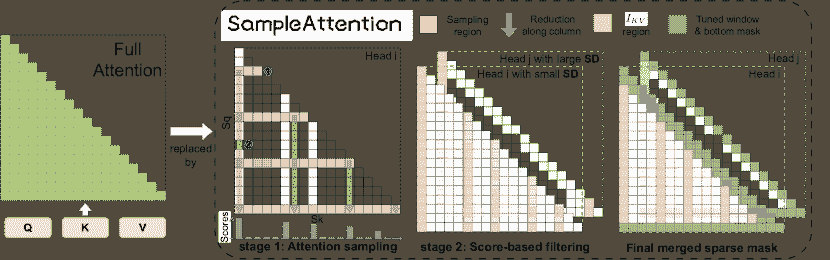 Full
Attention
Q
K
V
replaced
by
SampleAttention
Sampling
region
Reduction
along column
I_KV
region
Tuned window
& bottom mask
Head i
Sq
Sk
Scores
stage 1: Attention sampling
Head j with large SD
Head i with small SD
stage 2: Score-based filtering
Head j
Head i
Final merged sparse mask